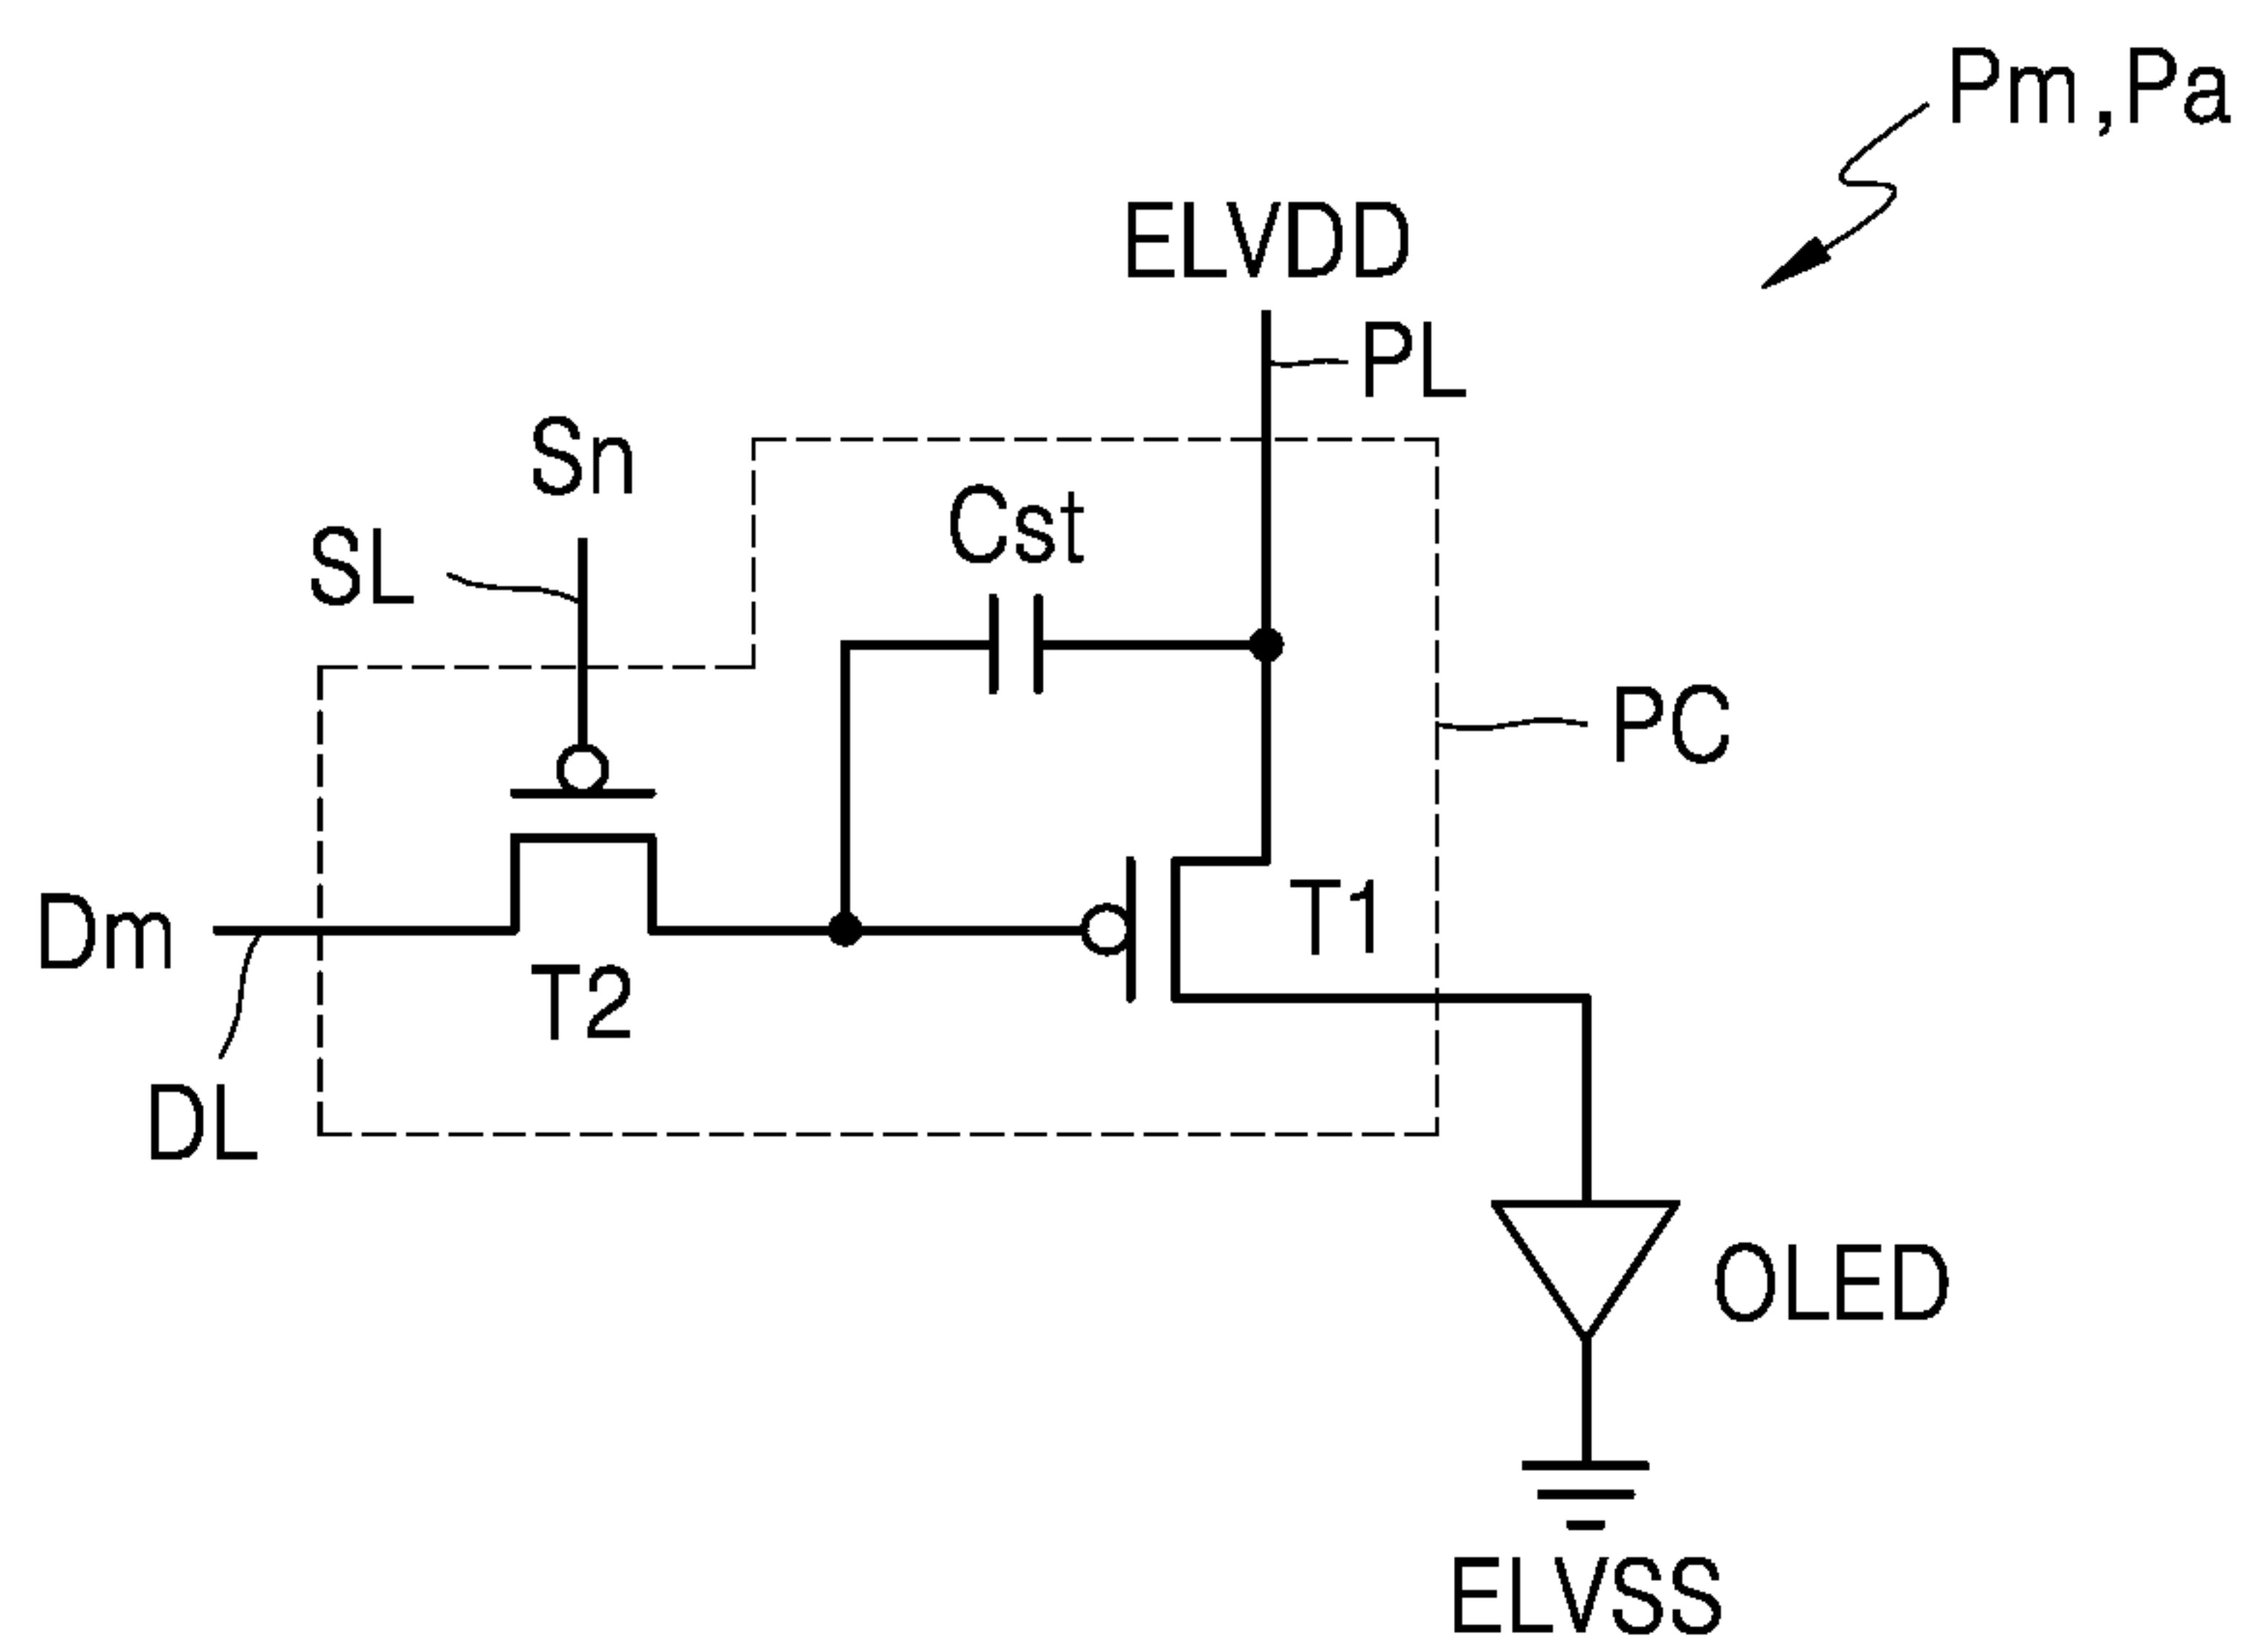 Pm,Pa
ELVDD
PL
Sn
Cst
SL
PC
T1
Dm
T2
DL
OLED
ELVSS